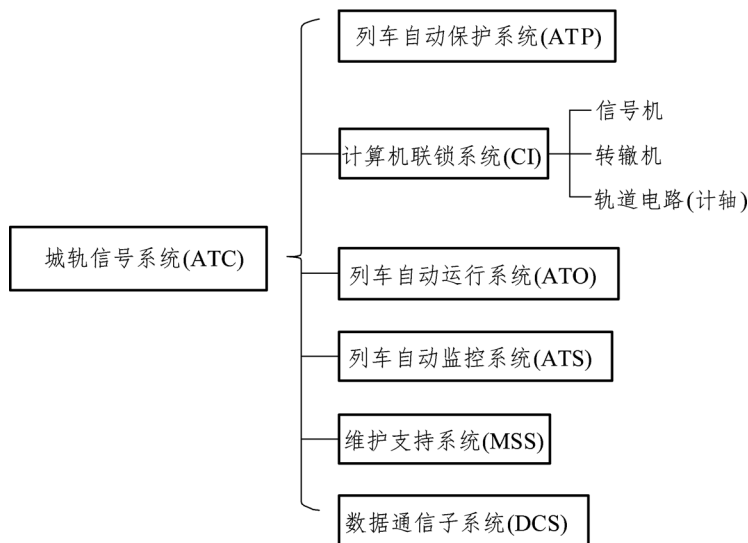 列车自动保护系统(ATP)
信号机
计算机联锁系统(CI)
转辙机
轨道电路(计轴)
城轨信号系统(ATC)
列车自动运行系统(ATO)
列车自动监控系统(ATS)
维护支持系统(MSS)
数据通信子系统(DCS)